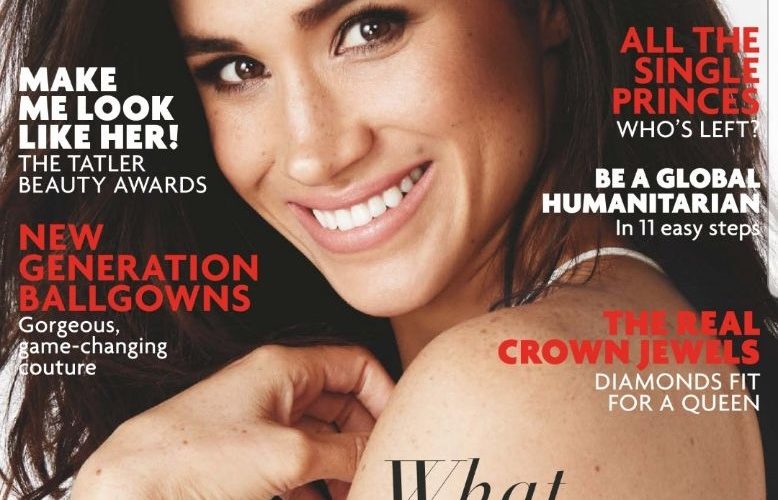 MAKE
ME LOOK
LIKE HER!
THE TATLER
BEAUTY AWARDS
NEW
GENERATION
BALLGOWNS
Gorgeous,
game-changing
couture
ALL THE
SINGLE
PRINCES
WHO'S LEFT?
BE A GLOBAL
HUMANITARIAN
In 11 easy steps
THE REAL
CROWN JEWELS
DIAMONDS FIT
FOR A QUEEN
What